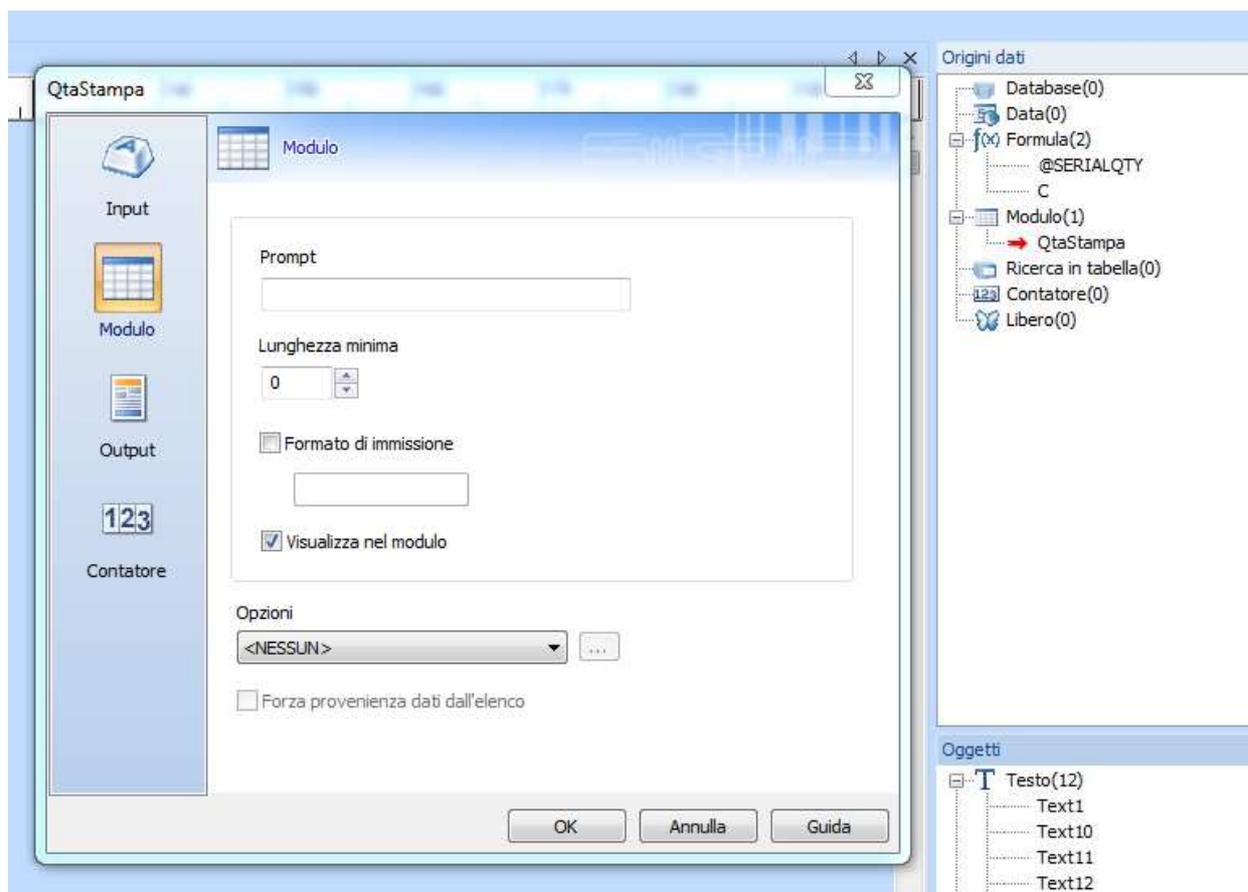 QtaStampa
Input
Modulo
Output
123
Contatore
Modulo
Prompt
Lunghezza minima
0
Formato di immissione
Visualizza nel modulo
Opzioni
<NESSUN>
...
Forza provenienza dati dall'elenco
OK
Annulla
Guida
Origini dati
Database(0)
Data(0)
f(x) Formula(2)
@SERIALQTY
C
Modulo(1)
QtaStampa
Ricerca in tabella(0)
123 Contatore(0)
Libero(0)
Oggetti
T Testo(12)
Text1
Text10
Text11
Text12